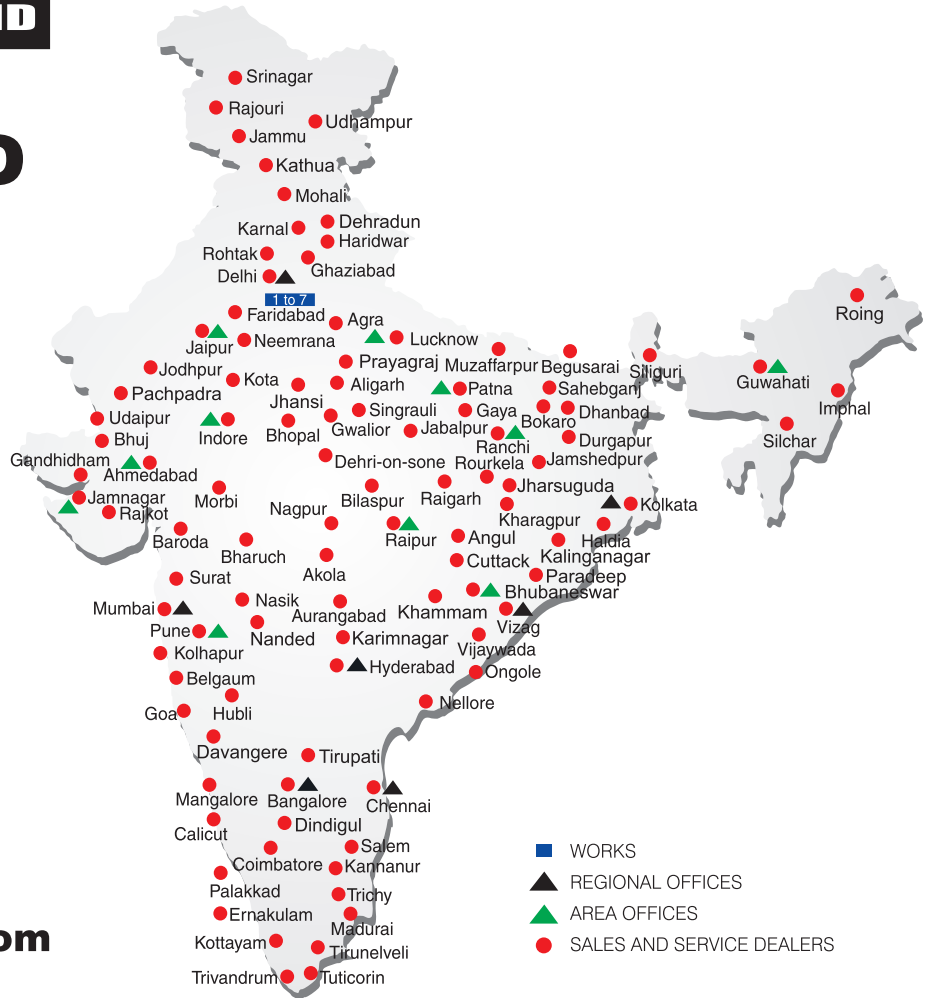 ID
Srinagar
Rajouri
Udhampur
Jammu
Kathua
Mohali
Karnal
Dehradun
Haridwar
Rohtak
Ghaziabad
Delhi
1 to 7
Faridabad
Agra
Jaipur
Neemrana
Lucknow
Roing
Jodhpur
Prayagraj
Muzaffarpur
Begusarai
Siliguri
Guwahati
Pachpadra
Kota
Jhansi
Aligarh
Patna
Sahebganj
Imphal
Udaipur
Indore
Bhopal
Gwalior
Singrauli
Jabalpur
Gaya
Bokaro
Dhanbad
Silchar
Bhuj
Ranchi
Durgapur
Gandhidham
Ahmedabad
Dehri-on-sone
Rourkela
Jamshedpur
Jamnagar
Rajkot
Morbi
Bilaspur
Raigarh
Jharsuguda
Kolkata
Nagpur
Kharagpur
Baroda
Bharuch
Raipur
Angul
Haldia
Kalinganagar
Akola
Cuttack
Surat
Paradeep
Bhubaneswar
Mumbai
Nasik
Aurangabad
Khammam
Vizag
Pune
Nanded
Karimnagar
Vijaywada
Kolhapur
Hyderabad
Ongole
Belgaum
Goa
Hubli
Nellore
Davangere
Tirupati
Mangalore
Bangalore
Chennai
Calicut
Dindigul
Coimbatore
Salem
Kannanur
Palakkad
Trichy
Ernakulam
Madurai
Kottayam
Tirunelveli
Trivandrum
Tuticorin
om
WORKS
REGIONAL OFFICES
AREA OFFICES
SALES AND SERVICE DEALERS